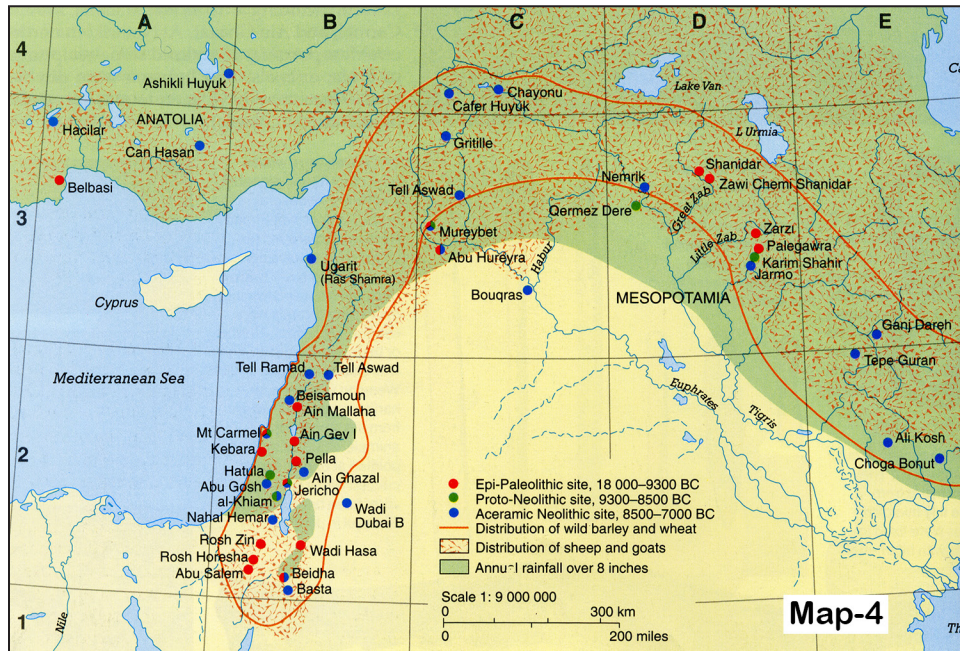 A
B
C
D
E
4
Ashikli Huyuk
Chayonu
Lake Van
Ca
Cafer Huyuk
Hacilar
ANATOLIA
L Urmia
Can Hasan
Gritille
Shanidar
Belbasi
Nemrik
Zawi Chemi Shanidar
Tell Aswad
3
Qermez Dere
Great Zab
Mureybet
Zarzi
Little Zab
Palegawra
Abu Hureyra
Habur
Karim Shahir
Ugarit
(Ras Shamra)
Jarmo
Cyprus
Bouqras
MESOPOTAMIA
Ganj Dareh
Tepe Guran
Tell Ramad
Tell Aswad
Mediterranean Sea
Beisamoun
Euphrates
Ain Mallaha
Tigris
Mt Carmel
Ain Gev I
Ali Kosh
Kebara
2
Pella
Choga Bonut
Hatula
Ain Ghazal
Abu Gosh
Jericho
al-Khiam
Nahal Hemar
Wadi
Dubai B
Epi-Paleolithic site, 18 000–9300 BC
Proto-Neolithic site, 9300–8500 BC
Aceramic Neolithic site, 8500–7000 BC
Distribution of wild barley and wheat
Rosh Zin
Wadi Hasa
Distribution of sheep and goats
Rosh Horesha
Abu Salem
Beidha
Annu l rainfall over 8 inches
Basta
Scale 1: 9 000 000
0 300 km
0 200 miles
Map-4
1
Nile
Th